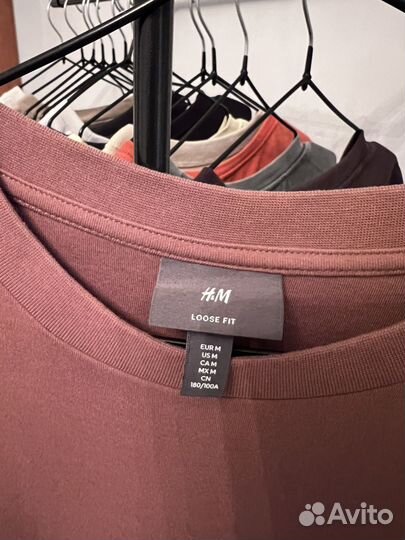 H&M
LOOSE FIT
EUR M
US M
CA M
MX M
CN
180/100A
Avito